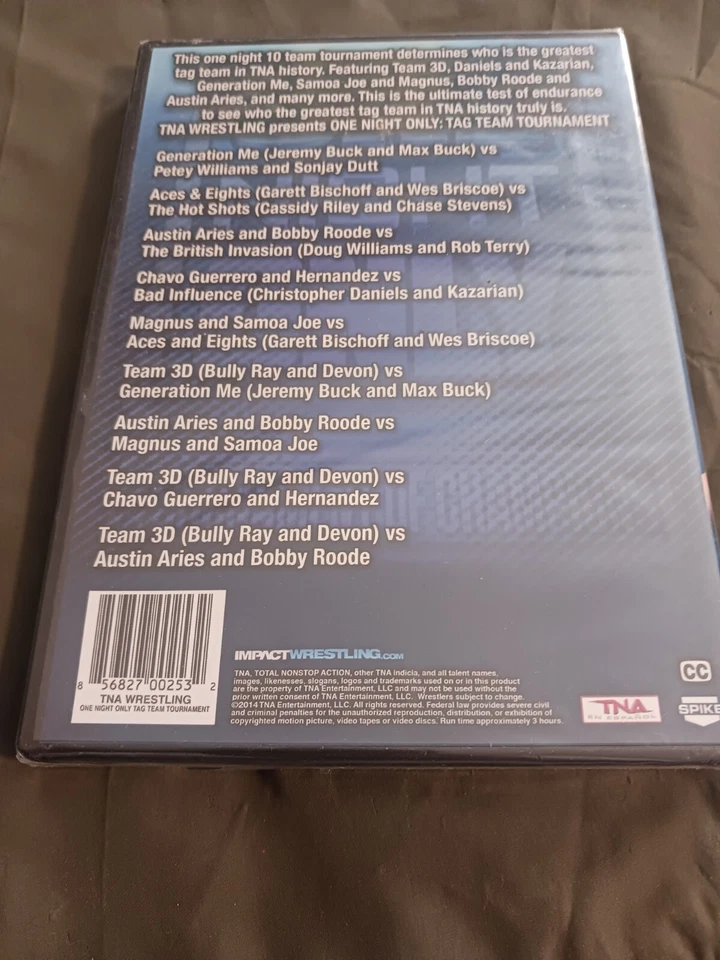 This one night 10 team tournament determines who is the greatest
tag team in TNA history. Featuring Team 3D, Daniels and Kazarian,
Generation Me, Samoa Joe and Magnus, Bobby Roode and
Austin Aries, and many more. This is the ultimate test of endurance
to see who the greatest tag team in TNA history truly is.
TNA WRESTLING presents ONE NIGHT ONLY: TAG TEAM TOURNAMENT
Generation Me (Jeremy Buck and Max Buck) vs
Petey Williams and Sonjay Dutt
Aces & Eights (Garett Bischoff and Wes Briscoe) vs
The Hot Shots (Cassidy Riley and Chase Stevens)
Austin Aries and Bobby Roode vs
The British Invasion (Doug Williams and Rob Terry)
Chavo Guerrero and Hernandez vs
Bad Influence (Christopher Daniels and Kazarian)
Magnus and Samoa Joe vs
Aces and Eights (Garett Bischoff and Wes Briscoe)
Team 3D (Bully Ray and Devon) vs
Generation Me (Jeremy Buck and Max Buck)
Austin Aries and Bobby Roode vs
Magnus and Samoa Joe
Team 3D (Bully Ray and Devon) vs
Chavo Guerrero and Hernandez
Team 3D (Bully Ray and Devon) vs
Austin Aries and Bobby Roode
8 56827 00253 2
TNA WRESTLING
ONE NIGHT ONLY TAG TEAM TOURNAMENT
IMPACTWRESTLING.COM
TNA, TOTAL NONSTOP ACTION, other TNA indicia, and all talent names,
images, likenesses, slogans, logos and trademarks used on or in this product
are the property of TNA Entertainment, LLC and may not be used without the
prior written consent of TNA Entertainment, LLC. Wrestlers subject to change.
©2014 TNA Entertainment, LLC. All rights reserved. Federal law provides severe civil
and criminal penalties for the unauthorized reproduction, distribution, or exhibition of
copyrighted motion picture, video tapes or video discs. Run time approximately 3 hours.
CC
TNA
EN ESPAÑOL
SPIKE